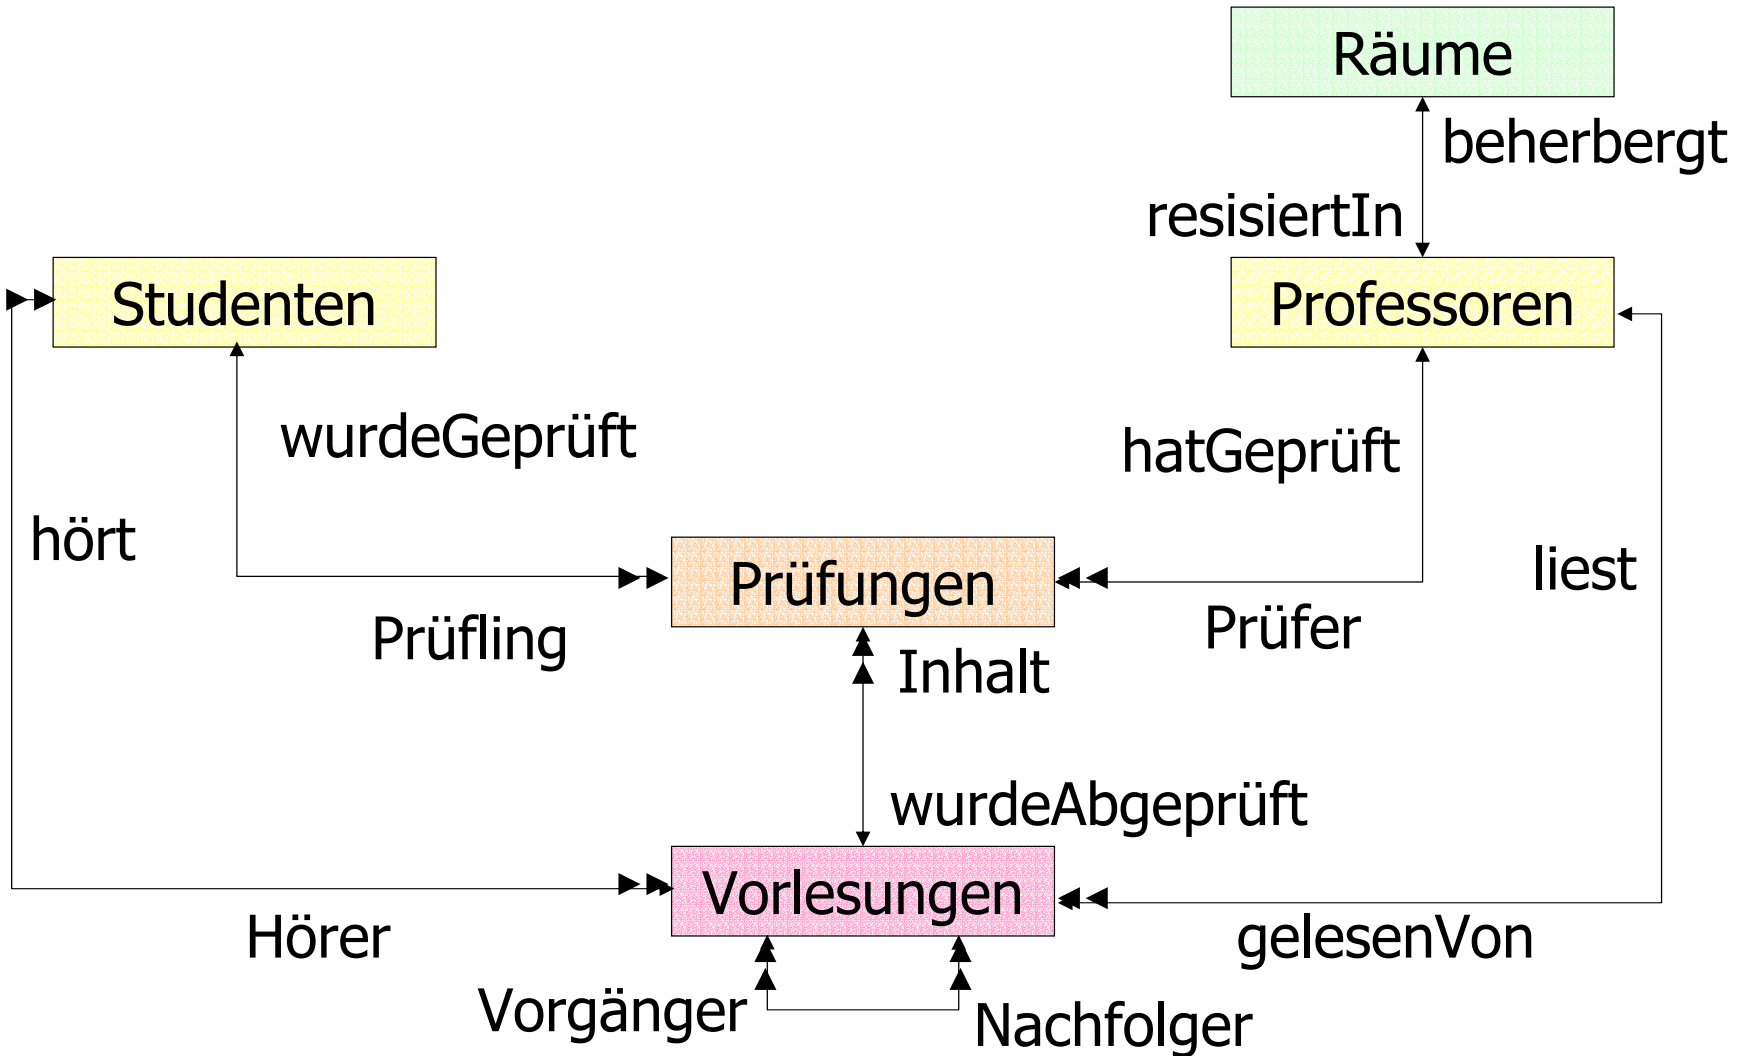 Räume
beherbergt
resisiertIn
Studenten
Professoren
wurdeGeprüft
hatGeprüft
hört
liest
Prüfungen
Prüfling
Prüfer
Inhalt
wurdeAbgeprüft
Vorlesungen
Hörer
gelesenVon
Vorgänger
Nachfolger